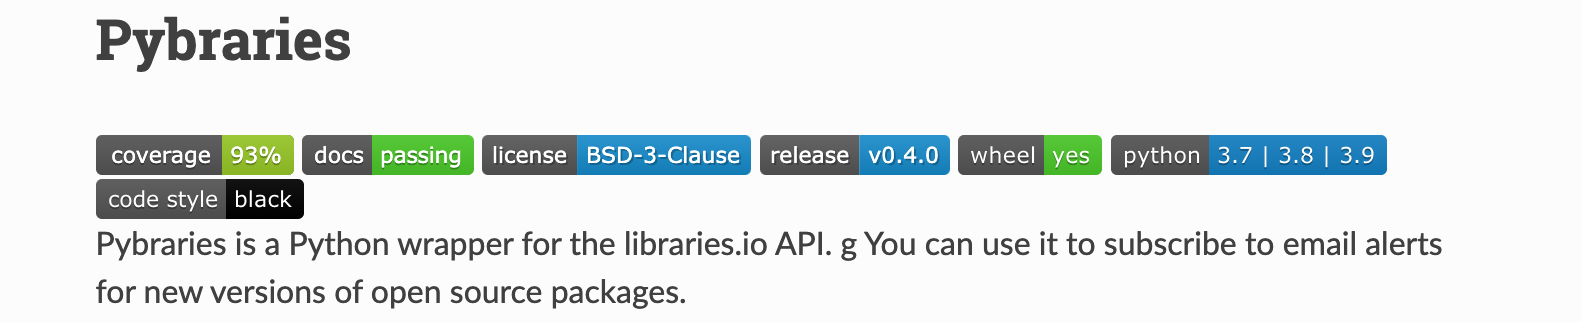 Pybraries
coverage 93% docs passing license BSD-3-Clause release v0.4.0 wheel yes python 3.7 | 3.8 | 3.9
code style black
Pybraries is a Python wrapper for the libraries.io API. g You can use it to subscribe to email alerts
for new versions of open source packages.